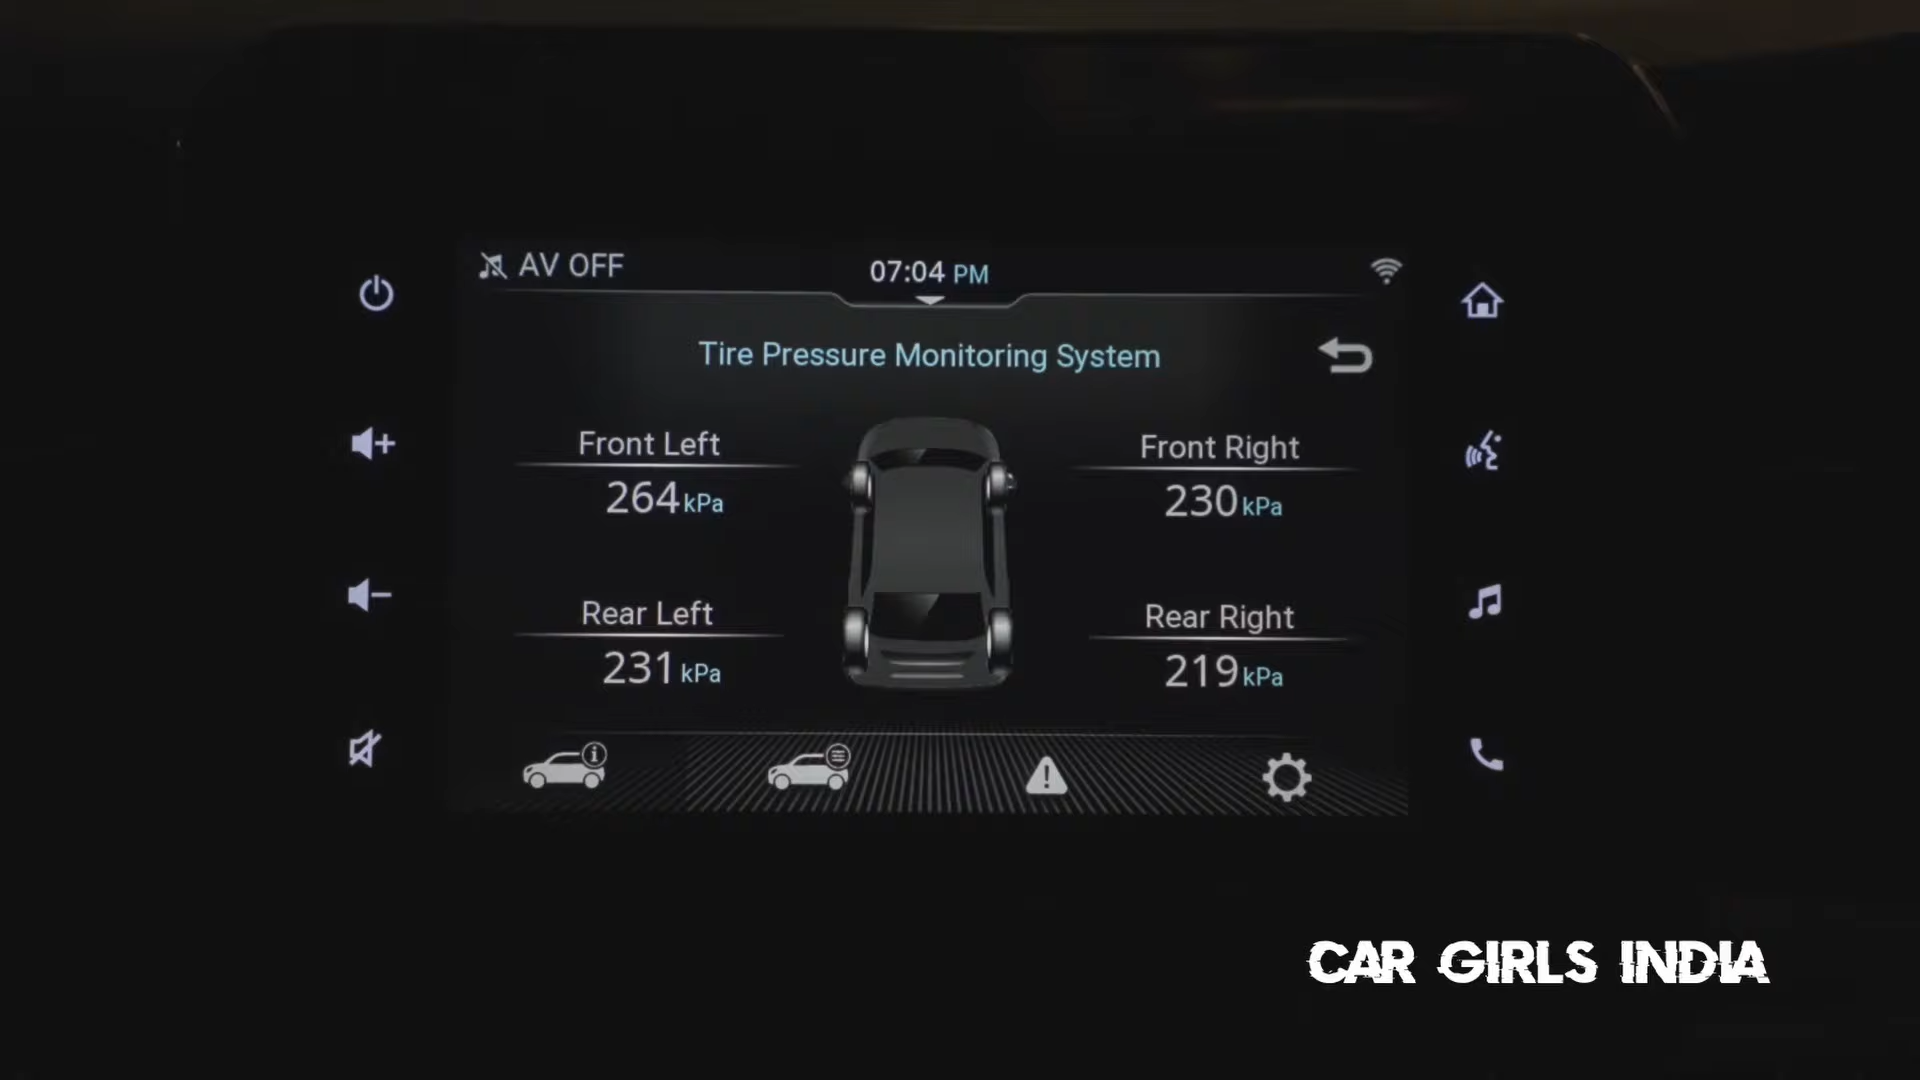 AV OFF
07:04 PM
Tire Pressure Monitoring System
Front Left
264 kPa
Front Right
230 kPa
Rear Left
231 kPa
Rear Right
219 kPa
CAR GIRLS INDIA